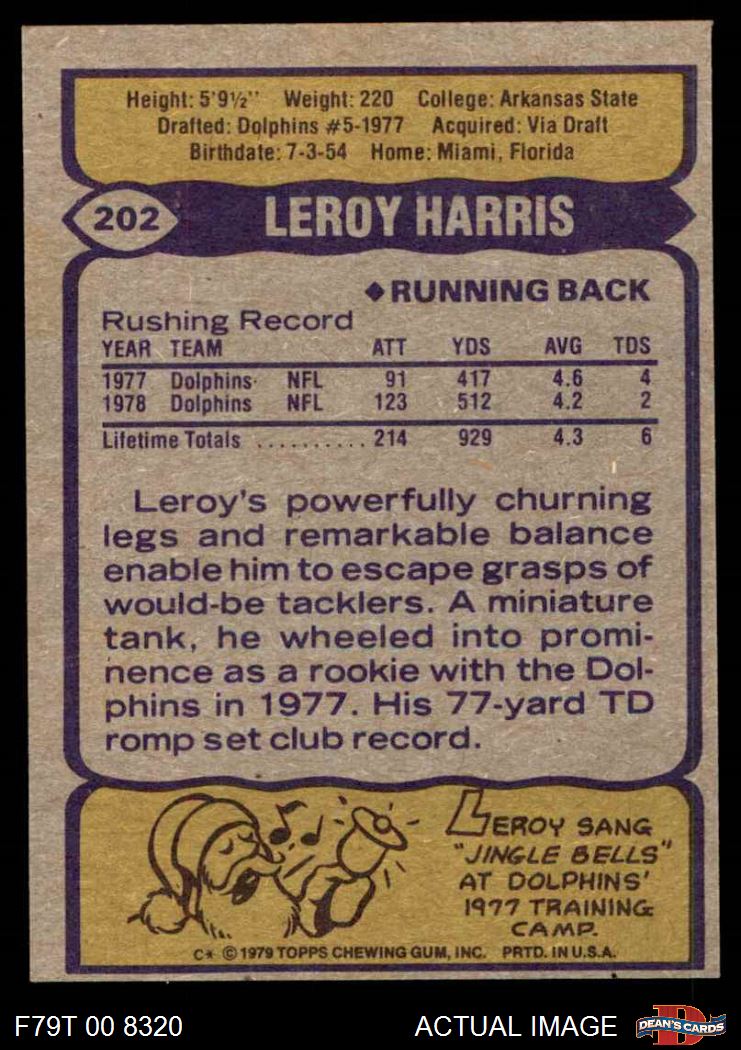 Height: 5'9½" Weight: 220 College: Arkansas State
Drafted: Dolphins #5-1977 Acquired: Via Draft
Birthdate: 7-3-54 Home: Miami, Florida
202 LEROY HARRIS
◆RUNNING BACK
Rushing Record
YEAR TEAM ATT YDS AVG TDS
1977 Dolphins NFL 91 417 4.6 4
1978 Dolphins NFL 123 512 4.2 2
Lifetime Totals .......... 214 929 4.3 6
Leroy's powerfully churning
legs and remarkable balance
enable him to escape grasps of
would-be tacklers. A miniature
tank, he wheeled into promi-
nence as a rookie with the Dol-
phins in 1977. His 77-yard TD
romp set club record.
LEROY SANG
"JINGLE BELLS"
AT DOLPHINS'
1977 TRAINING
CAMP.
C* © 1979 TOPPS CHEWING GUM, INC. PRTD. IN U.S.A.
F79T 00 8320 ACTUAL IMAGE D DEAN'S CARDS